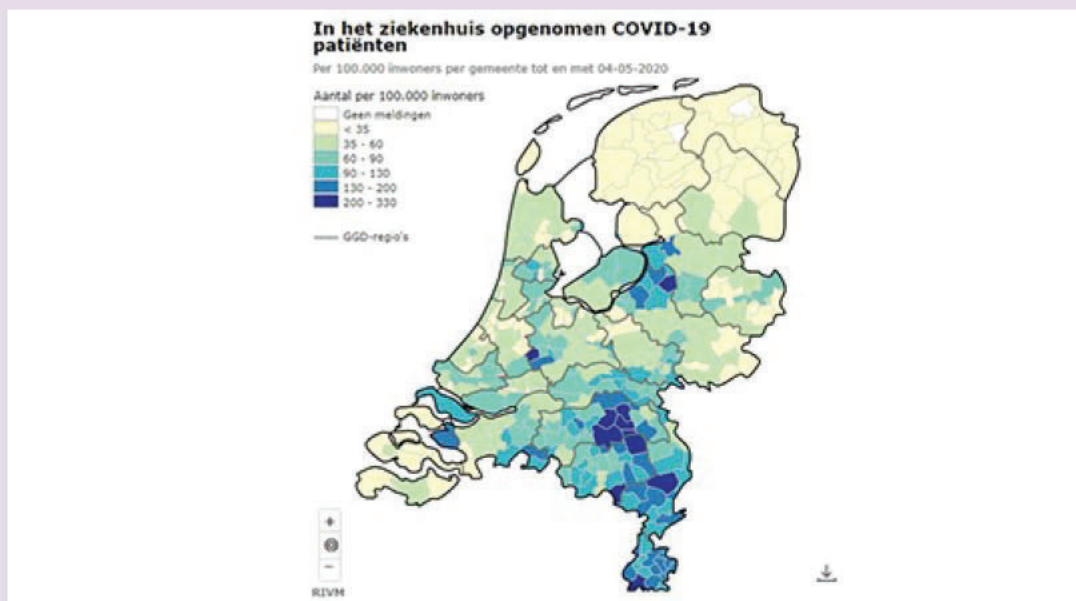 In het ziekenhuis opgenomen COVID-19
patiënten
Per 100.000 inwoners per gemeente tot en met 04-05-2020
Aantal per 100.000 inwoners
Geen meldingen
< 35
35 - 60
60 - 90
90 - 130
130 - 200
200 - 330
GGD-regio's
+
−
RIVM